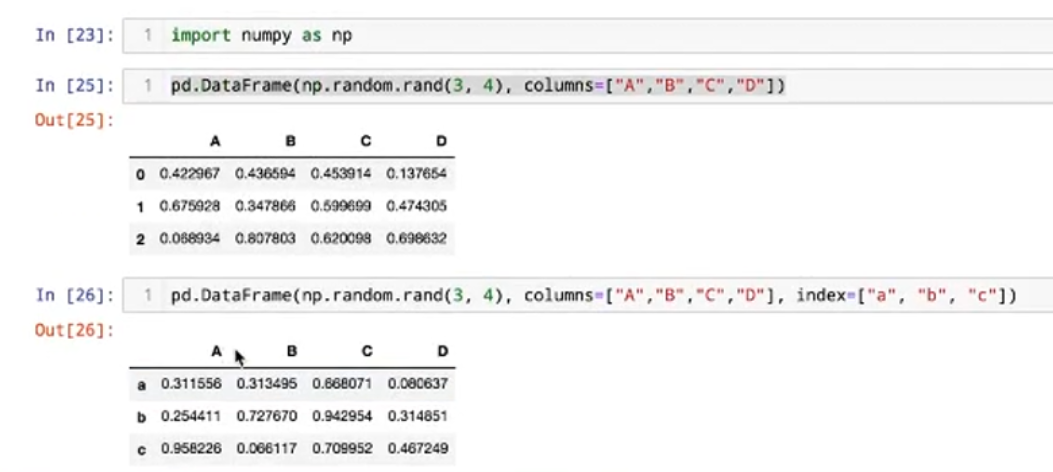 In [23]: 1 import numpy as np
In [25]: 1 pd.DataFrame(np.random.rand(3, 4), columns=["A","B","C","D"])
Out[25]:
A B C D
0 0.422967 0.436594 0.453914 0.137654
1 0.675928 0.347866 0.599699 0.474305
2 0.068934 0.807803 0.620098 0.698632
In [26]: 1 pd.DataFrame(np.random.rand(3, 4), columns=["A","B","C","D"], index=["a", "b", "c"])
Out[26]:
A B C D
a 0.311556 0.313495 0.668071 0.080637
b 0.254411 0.727670 0.942954 0.314851
c 0.958226 0.066117 0.709952 0.467249